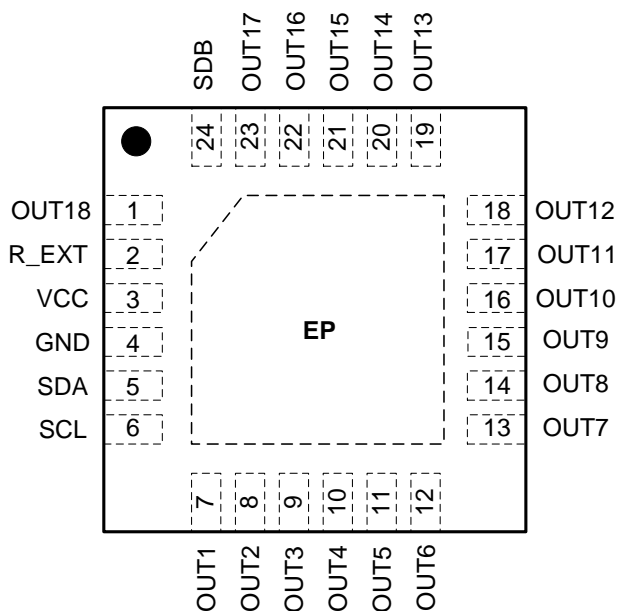 SDB
OUT17
OUT16
OUT15
OUT14
OUT13
24
23
22
21
20
19
OUT18 1
R_EXT 2
VCC 3
GND 4
SDA 5
SCL 6
EP
18 OUT12
17 OUT11
16 OUT10
15 OUT9
14 OUT8
13 OUT7
7
8
9
10
11
12
OUT1
OUT2
OUT3
OUT4
OUT5
OUT6